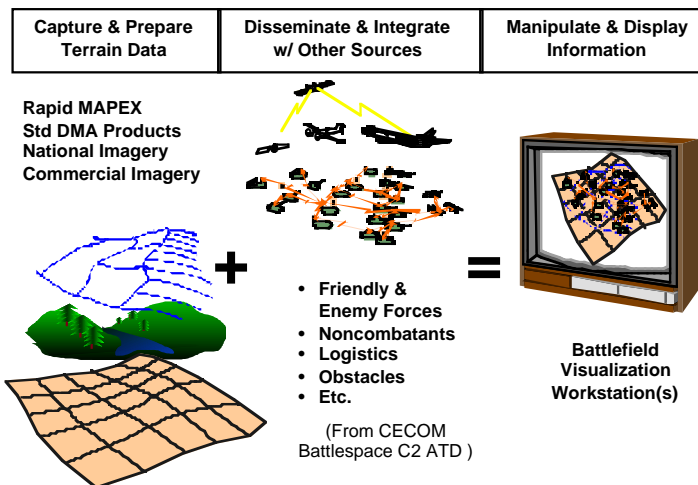 Capture & Prepare
Terrain Data
Disseminate & Integrate
w/ Other Sources
Manipulate & Display
Information
Rapid MAPEX
Std DMA Products
National Imagery
Commercial Imagery
+
=
• Friendly &
Enemy Forces
• Noncombatants
• Logistics
• Obstacles
• Etc.
(From CECOM
Battlespace C2 ATD )
Battlefield
Visualization
Workstation(s)